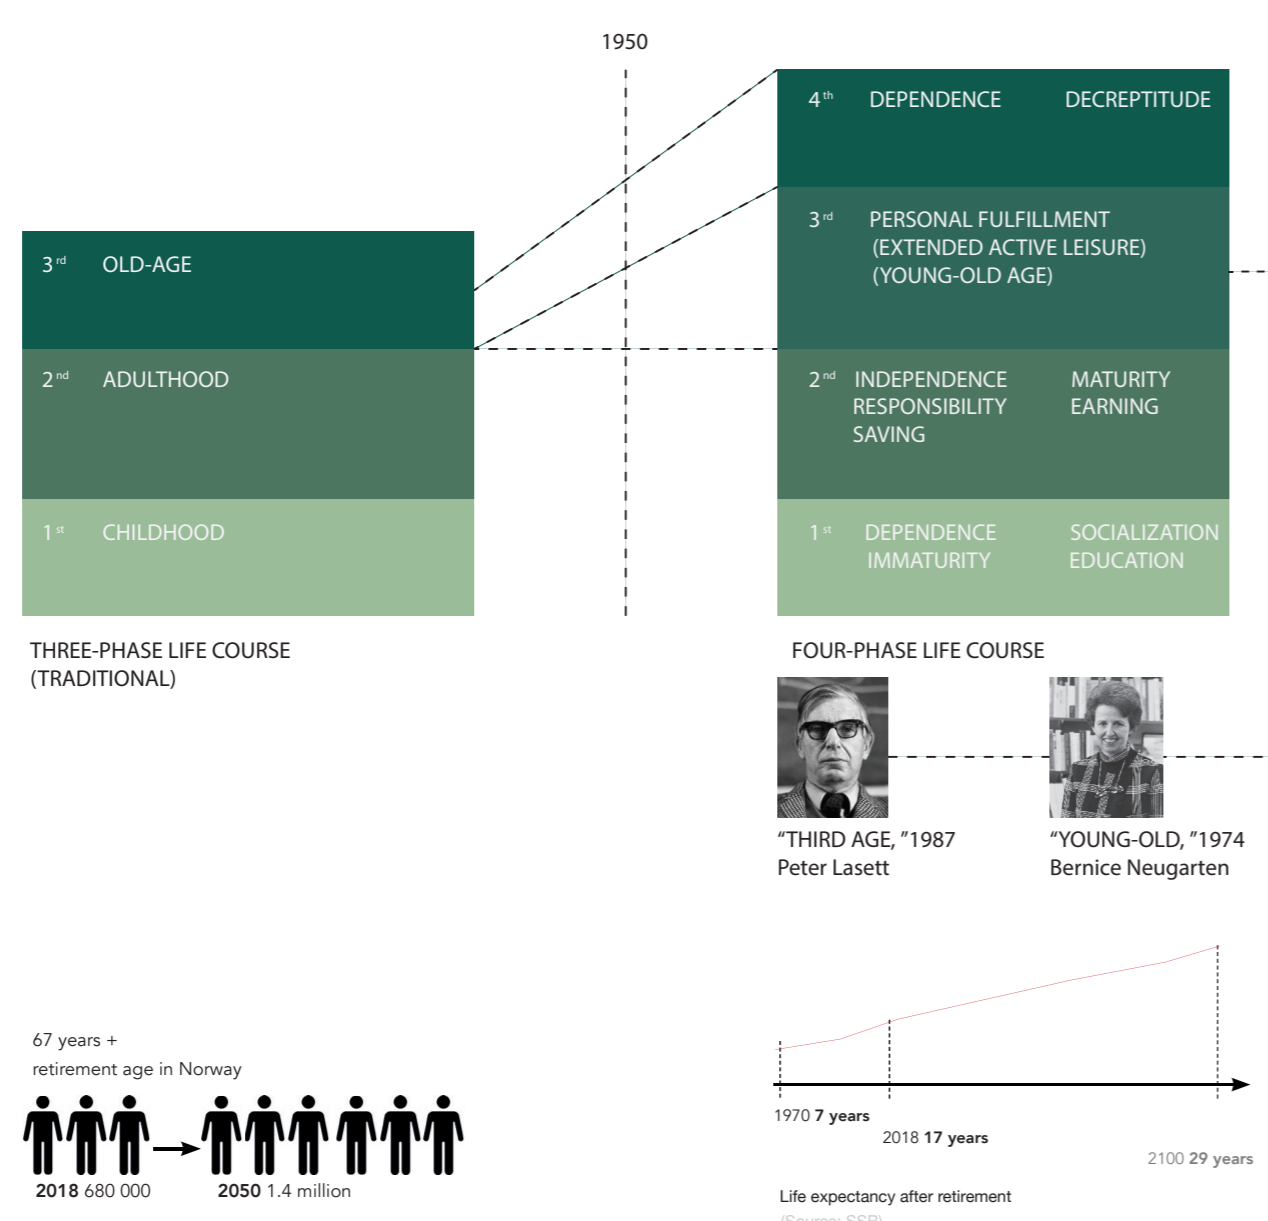 1950
3rd OLD-AGE
2nd ADULTHOOD
1st CHILDHOOD
THREE-PHASE LIFE COURSE
(TRADITIONAL)
4th DEPENDENCE DECREPTITUDE
3rd PERSONAL FULFILLMENT
(EXTENDED ACTIVE LEISURE)
(YOUNG-OLD AGE)
2nd INDEPENDENCE MATURITY
RESPONSIBILITY EARNING
SAVING
1st DEPENDENCE SOCIALIZATION
IMMATURITY EDUCATION
FOUR-PHASE LIFE COURSE
“THIRD AGE, ”1987
Peter Lasett
“YOUNG-OLD, ”1974
Bernice Neugarten
67 years +
retirement age in Norway
2018 680 000
2050 1.4 million
1970 7 years
2018 17 years
2100 29 years
Life expectancy after retirement
(Source: SSB)